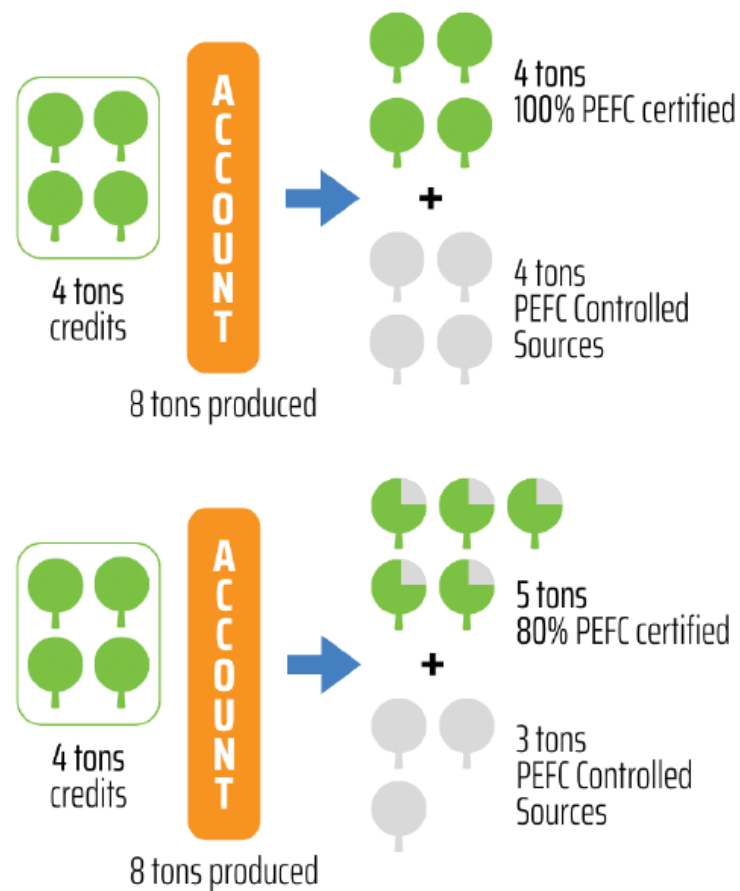 4 tons
credits
ACCOUNT
8 tons produced
4 tons
100% PEFC certified
+
4 tons
PEFC Controlled
Sources
4 tons
credits
ACCOUNT
8 tons produced
5 tons
80% PEFC certified
+
3 tons
PEFC Controlled
Sources